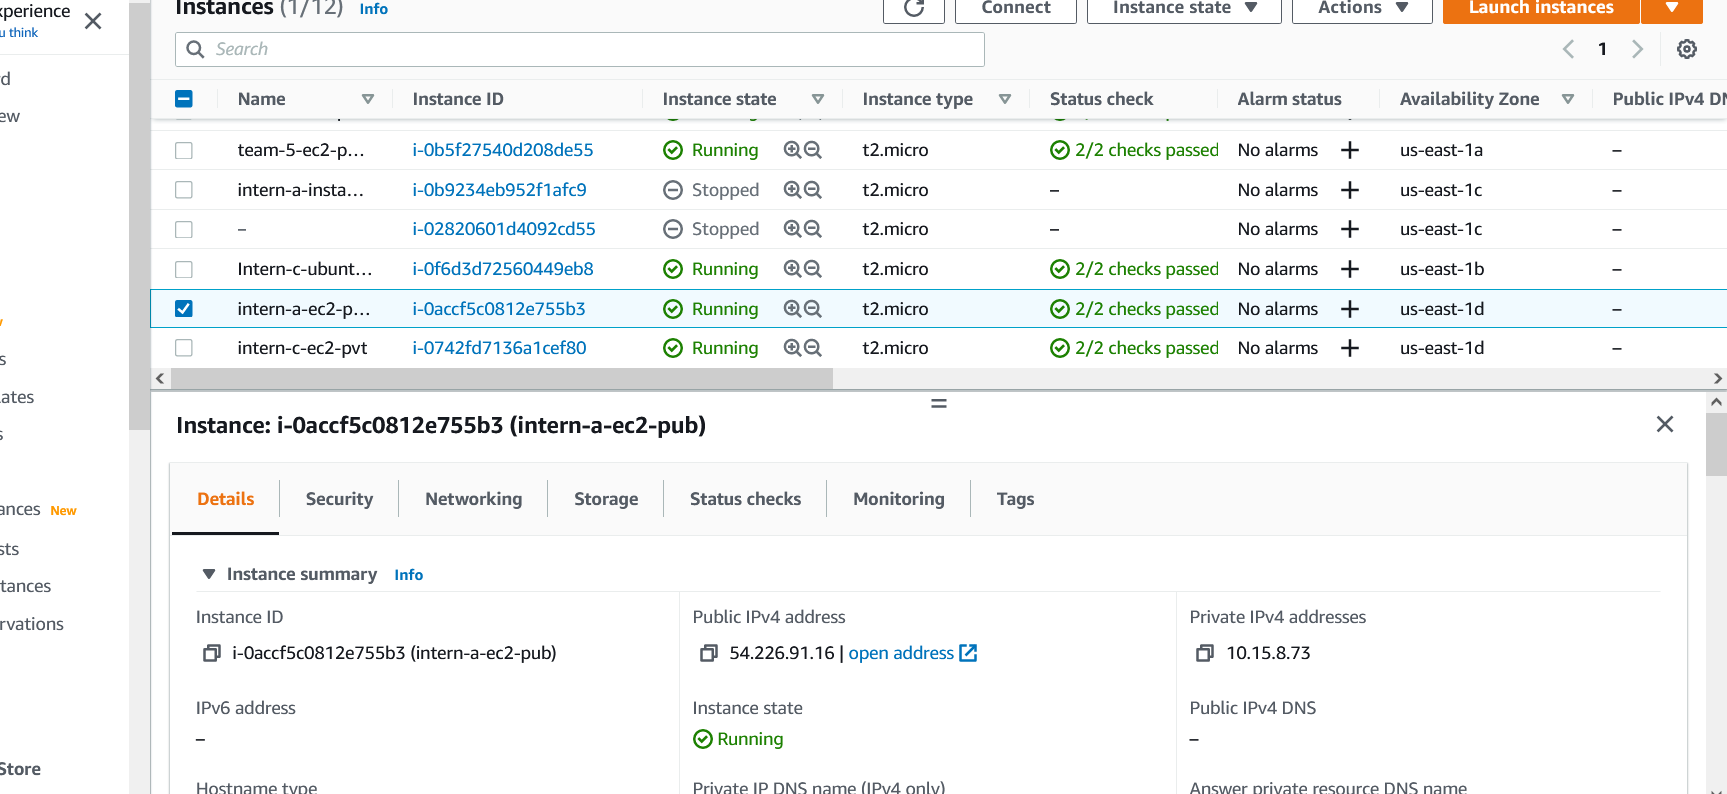 xperience
u think
d
ew
s
ates
s
ances New
sts
tances
rvations
Store
Instances (1/12) Info
Connect Instance state Actions Launch instances
Search
1
Name Instance ID Instance state Instance type Status check Alarm status Availability Zone Public IPv4 DN
team-5-ec2-p... i-0b5f27540d208de55 Running t2.micro 2/2 checks passed No alarms + us-east-1a –
intern-a-insta... i-0b9234eb952f1afc9 Stopped t2.micro – No alarms + us-east-1c –
– i-02820601d4092cd55 Stopped t2.micro – No alarms + us-east-1c –
Intern-c-ubunt... i-0f6d3d72560449eb8 Running t2.micro 2/2 checks passed No alarms + us-east-1b –
intern-a-ec2-p... i-0accf5c0812e755b3 Running t2.micro 2/2 checks passed No alarms + us-east-1d –
intern-c-ec2-pvt i-0742fd7136a1cef80 Running t2.micro 2/2 checks passed No alarms + us-east-1d –
Instance: i-0accf5c0812e755b3 (intern-a-ec2-pub)
Details Security Networking Storage Status checks Monitoring Tags
Instance summary Info
Instance ID Public IPv4 address Private IPv4 addresses
i-0accf5c0812e755b3 (intern-a-ec2-pub) 54.226.91.16 | open address 10.15.8.73
IPv6 address Instance state Public IPv4 DNS
– Running –
Hostname type Private IP DNS name (IPv4 only) Answer private resource DNS name